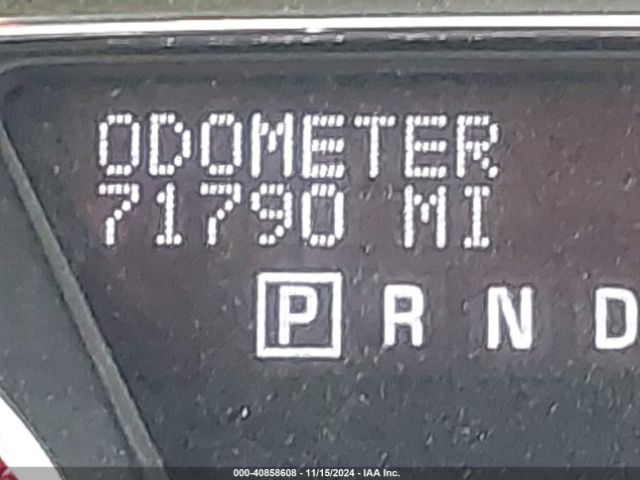 ODOMETER
71790 MI
P R N D
000-40858608 - 11/15/2024 - IAA Inc.